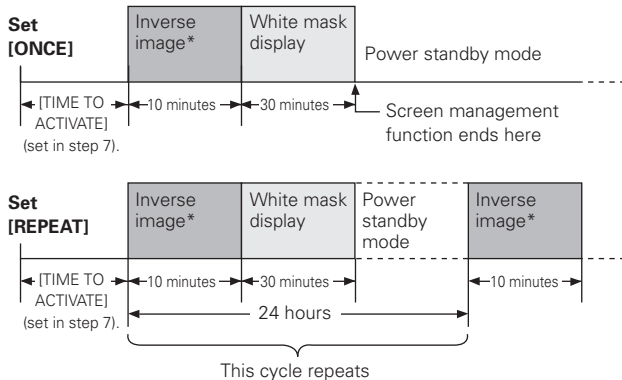 Set
[ONCE]
Inverse
image*
White mask
display
Power standby mode
[TIME TO
ACTIVATE]
(set in step 7).
10 minutes
30 minutes
Screen management
function ends here
Set
[REPEAT]
Inverse
image*
White mask
display
Power
standby
mode
Inverse
image*
[TIME TO
ACTIVATE]
(set in step 7).
10 minutes
30 minutes
10 minutes
24 hours
This cycle repeats